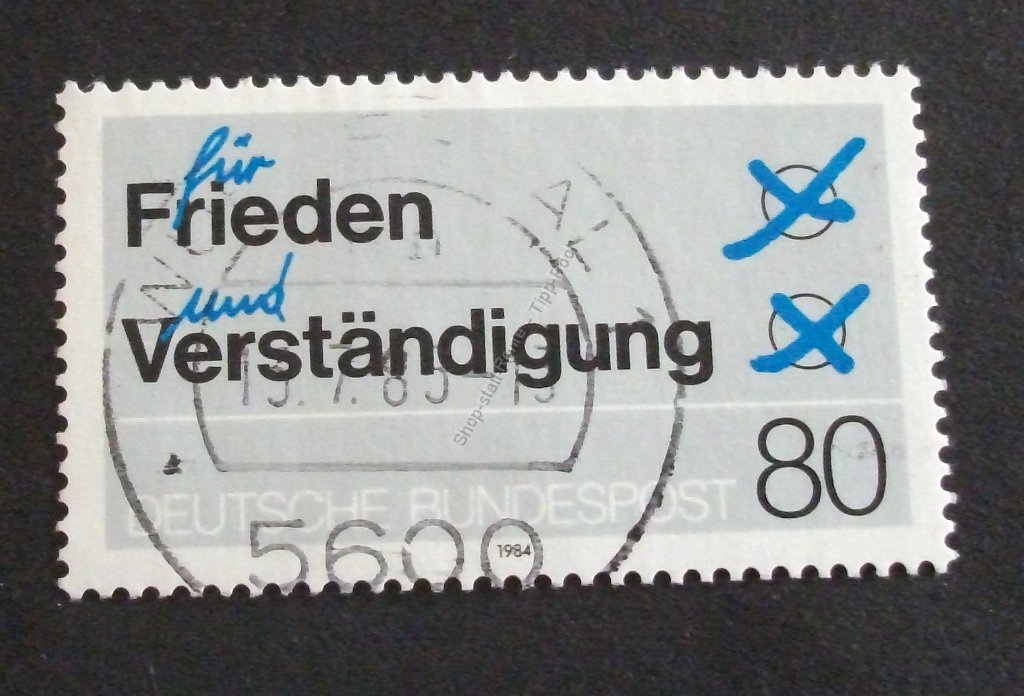 für
Frieden
und
Verständigung
80
DEUTSCHE BUNDESPOST
5600
1984